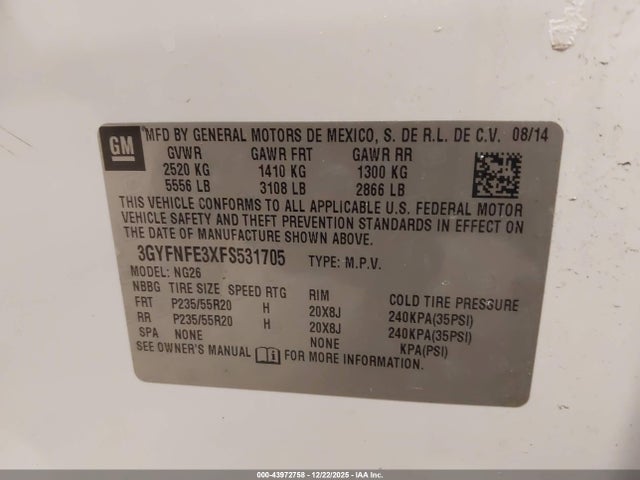 GM MFD BY GENERAL MOTORS DE MEXICO, S. DE R.L. DE C.V. 08/14
GVWR GAWR FRT GAWR RR
2520 KG 1410 KG 1300 KG
5556 LB 3108 LB 2866 LB
THIS VEHICLE CONFORMS TO ALL APPLICABLE U.S. FEDERAL MOTOR
VEHICLE SAFETY AND THEFT PREVENTION STANDARDS IN EFFECT ON
THE DATE OF MANUFACTURE SHOWN ABOVE.
3GYFNFE3XFS531705 TYPE: M.P.V.
MODEL: NG26
NBBG TIRE SIZE SPEED RTG RIM COLD TIRE PRESSURE
FRT P235/55R20 H 20X8J 240KPA(35PSI)
RR P235/55R20 H 20X8J 240KPA(35PSI)
SPA NONE NONE KPA(PSI)
SEE OWNER'S MANUAL FOR MORE INFORMATION.
000-43972758 - 12/22/2025 - IAA Inc.